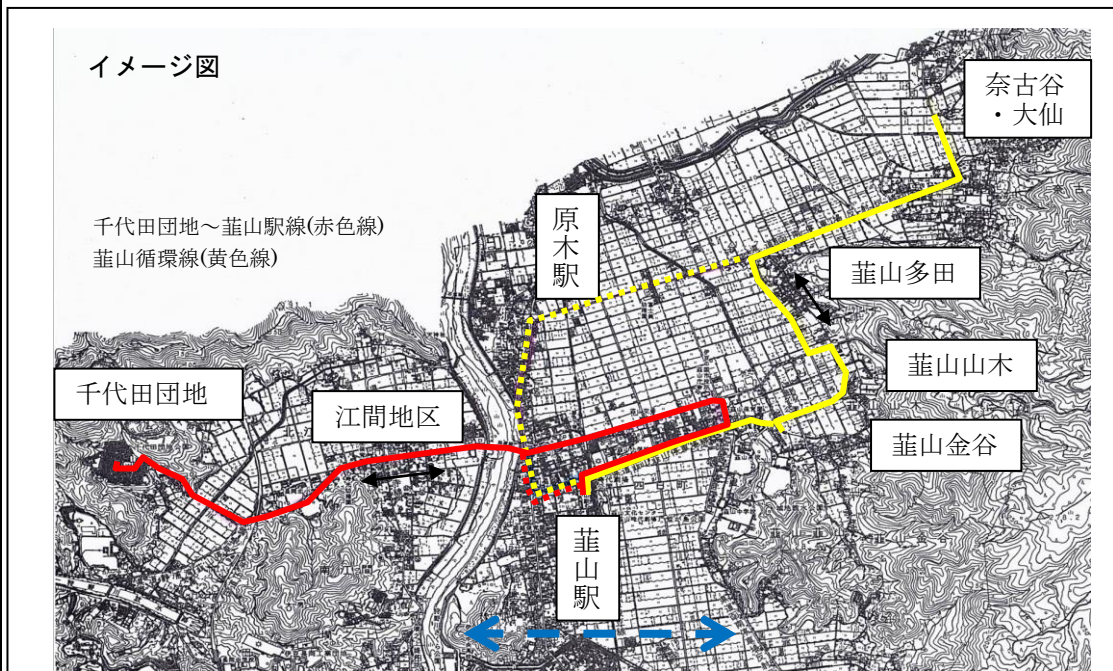 イメージ図
奈古谷
・大仙
千代田団地～韮山駅線(赤色線)
韮山循環線(黄色線)
原木駅
韮山多田
韮山山木
千代田団地
江間地区
韮山金谷
韮山駅